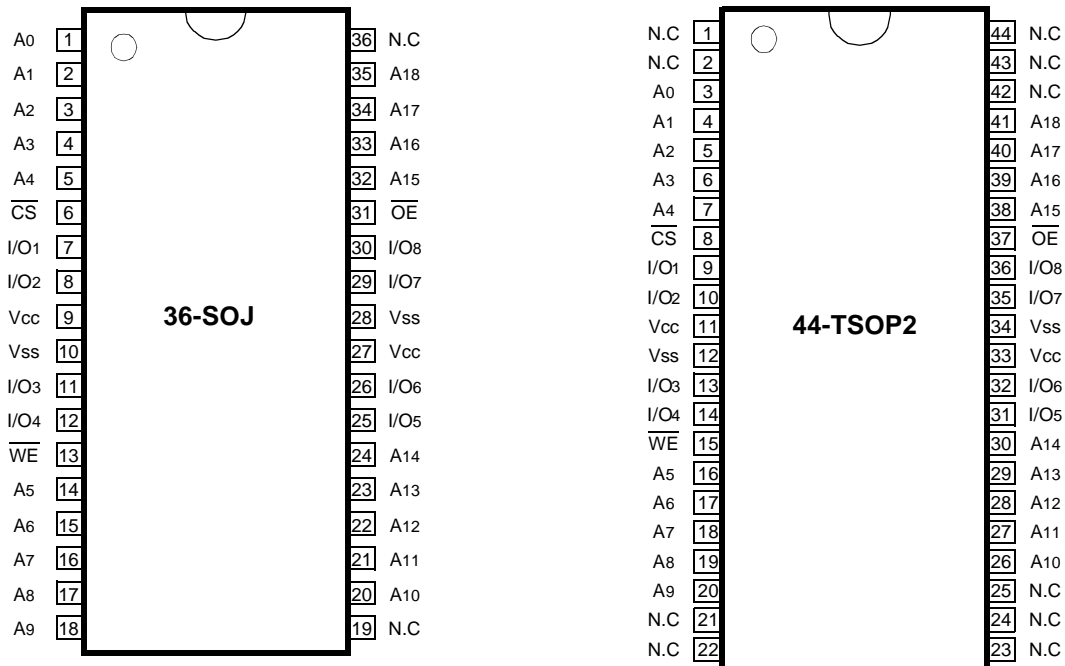 A0 1 36 N.C
A1 2 35 A18
A2 3 34 A17
A3 4 33 A16
A4 5 32 A15
CS 6 31 OE
I/O1 7 30 I/O8
I/O2 8 29 I/O7
Vcc 9 36-SOJ 28 Vss
Vss 10 27 Vcc
I/O3 11 26 I/O6
I/O4 12 25 I/O5
WE 13 24 A14
A5 14 23 A13
A6 15 22 A12
A7 16 21 A11
A8 17 20 A10
A9 18 19 N.C
N.C 1 44 N.C
N.C 2 43 N.C
A0 3 42 N.C
A1 4 41 A18
A2 5 40 A17
A3 6 39 A16
A4 7 38 A15
CS 8 37 OE
I/O1 9 36 I/O8
I/O2 10 35 I/O7
Vcc 11 44-TSOP2 34 Vss
Vss 12 33 Vcc
I/O3 13 32 I/O6
I/O4 14 31 I/O5
WE 15 30 A14
A5 16 29 A13
A6 17 28 A12
A7 18 27 A11
A8 19 26 A10
A9 20 25 N.C
N.C 21 24 N.C
N.C 22 23 N.C